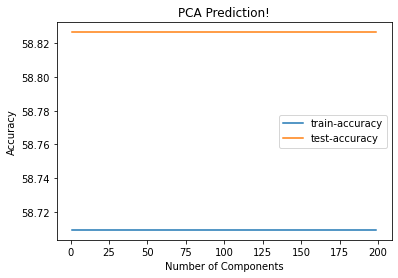 PCA Prediction!
58.82
58.80
58.78
58.76
58.74
58.72
Accuracy
train-accuracy
test-accuracy
0 25 50 75 100 125 150 175 200
Number of Components